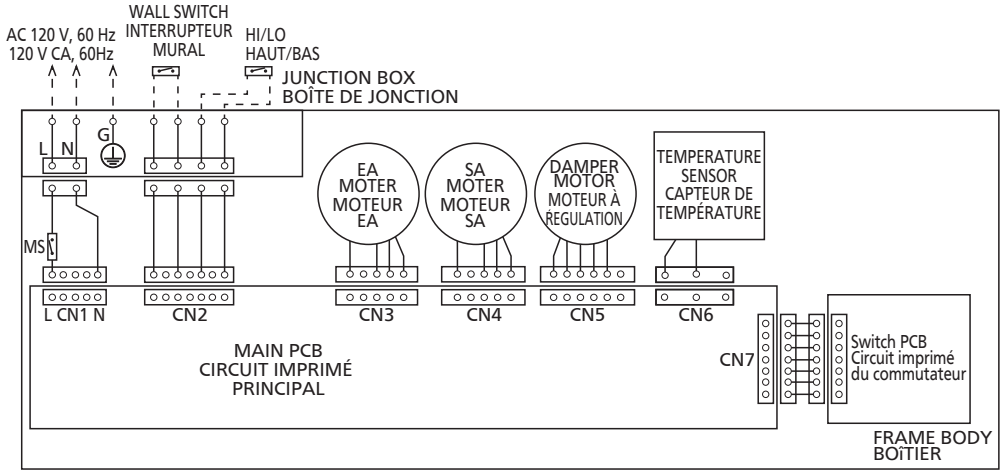 WALL SWITCH
INTERRUPTEUR
MURAL
AC 120 V, 60 Hz
120 V CA, 60Hz
HI/LO
HAUT/BAS
JUNCTION BOX
BOÎTE DE JONCTION
L N
G
MS
EA
MOTER
MOTEUR
EA
SA
MOTER
MOTEUR
SA
DAMPER
MOTOR
MOTEUR À
REGULATION
TEMPERATURE
SENSOR
CAPTEUR DE
TEMPÉRATURE
L CN1 N
CN2
CN3
CN4
CN5
CN6
MAIN PCB
CIRCUIT IMPRIMÉ
PRINCIPAL
CN7
Switch PCB
Circuit imprimé
du commutateur
FRAME BODY
BOÎTIER